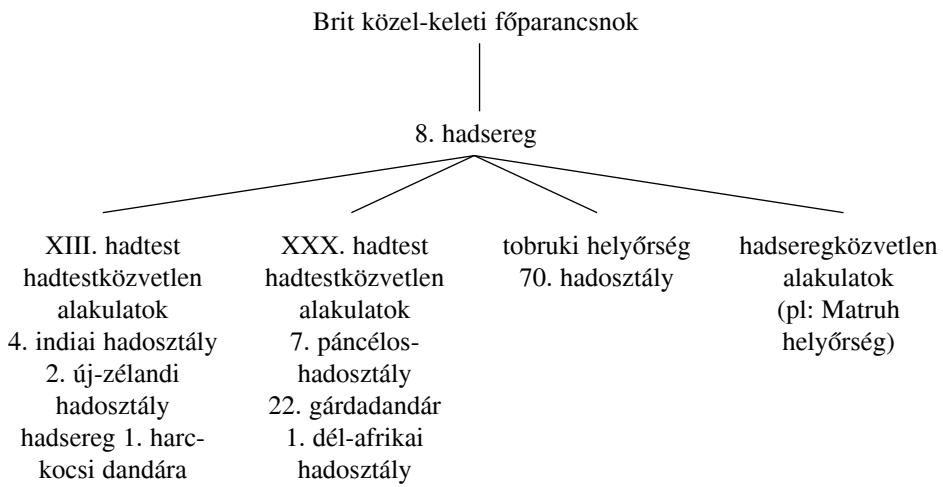 Brit közel-keleti főparancsnok
8. hadsereg
XIII. hadtest
hadtestközvetlen
alakulatok
4. indiai hadosztály
2. új-zélandi
hadosztály
hadsereg 1. harc-
kocsi dandára
XXX. hadtest
hadtestközvetlen
alakulatok
7. páncélos-
hadosztály
22. gárdadandár
1. dél-afrikai
hadosztály
tobruki helyőrség
70. hadosztály
hadseregközvetlen
alakulatok
(pl: Matruh
helyőrség)